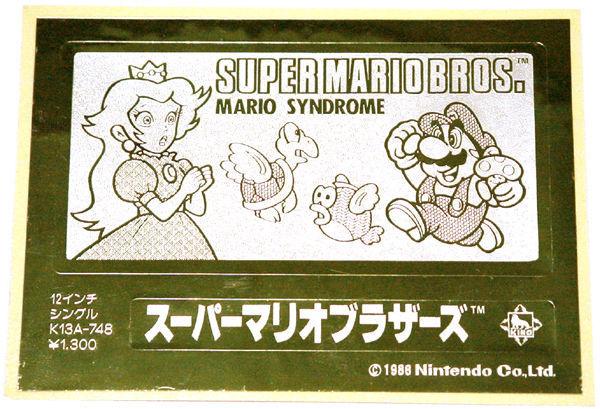 SUPER MARIO BROS.™
MARIO SYNDROME
12インチ
シングル
K13A-748
¥1,300
スーパーマリオブラザーズ™
KING
©1986 Nintendo Co.,Ltd.